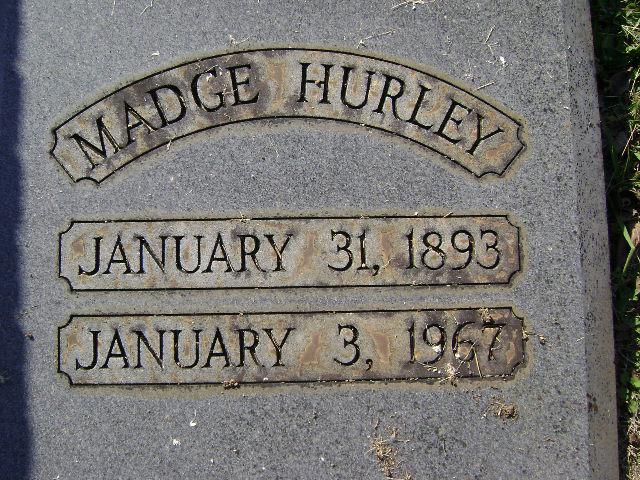 MADGE HURLEY
JANUARY 31, 1893
JANUARY 3, 1967